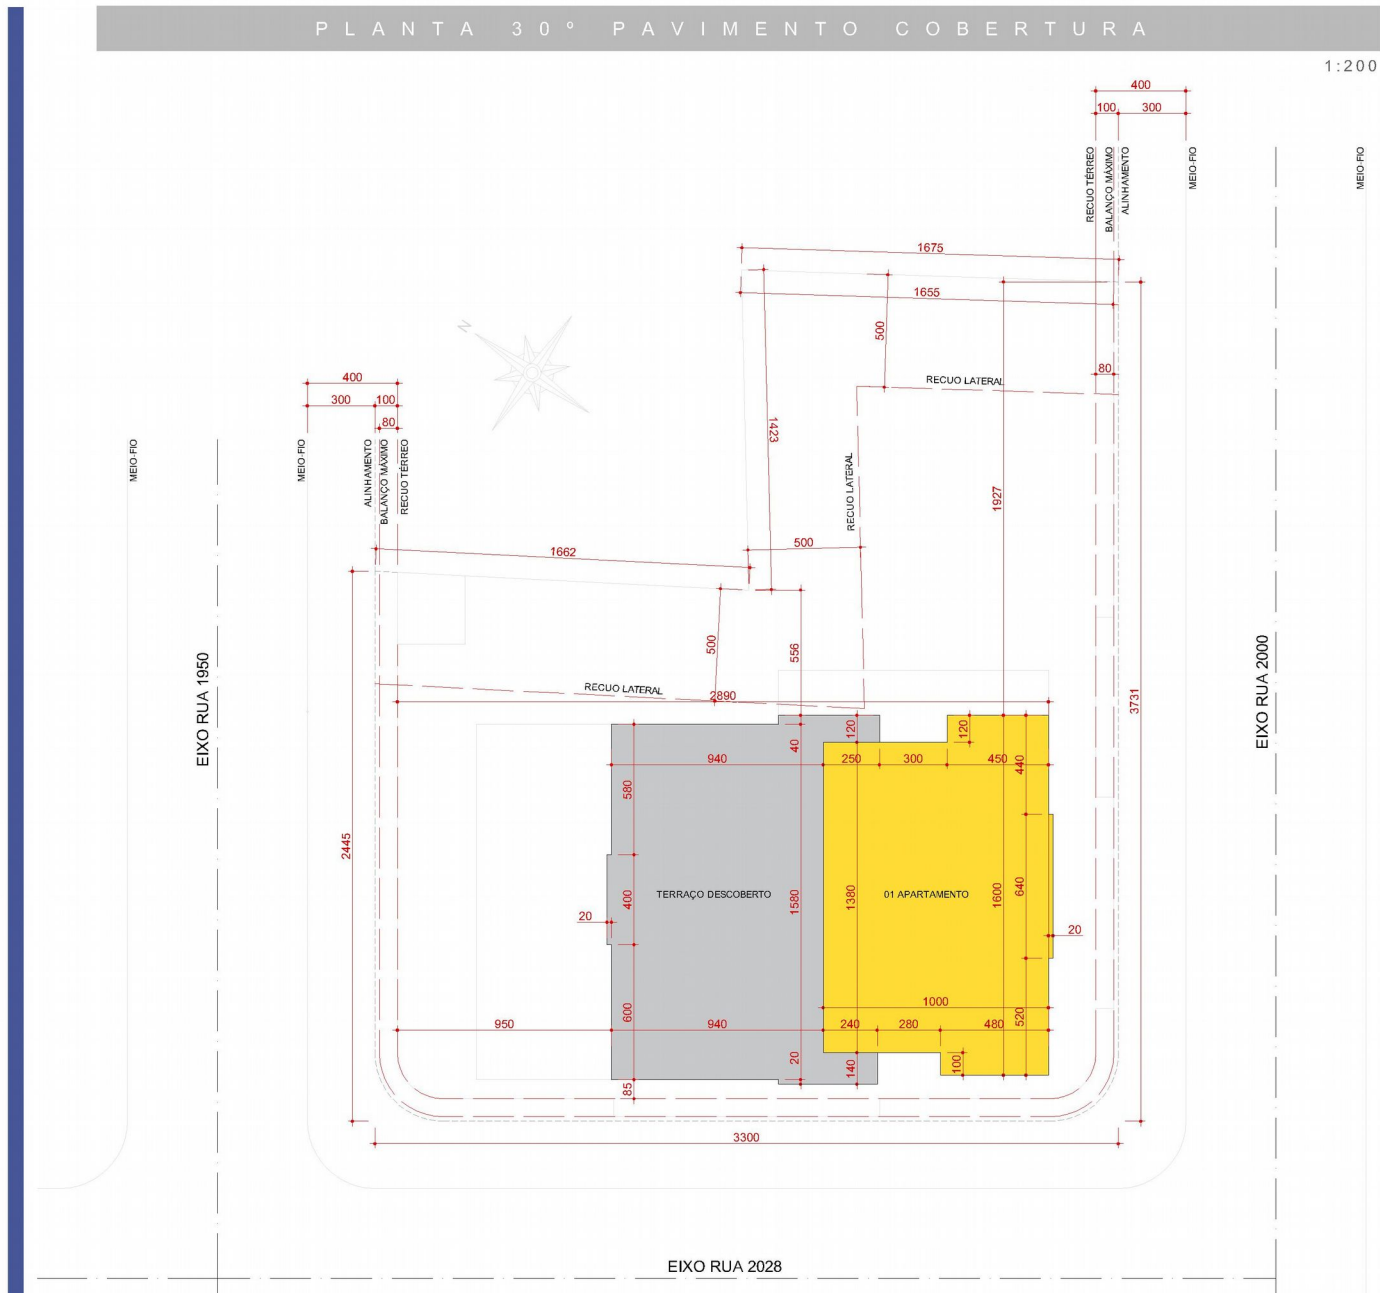 PLANTA 30º PAVIMENTO COBERTURA
1:200
400
100 300
RECUO TÉRREO
BALANÇO MÁXIMO
ALINHAMENTO
MEIO-FIO
MEIO-FIO
1675
1655
500
80
RECUO LATERAL
N
400
300 100
80
1423
MEIO-FIO
MEIO-FIO
ALINHAMENTO
BALANÇO MÁXIMO
RECUO TÉRREO
RECUO LATERAL
1927
1662
500
500
556
EIXO RUA 1950
EIXO RUA 2000
RECUO LATERAL
2890
3731
120
120
40
940
250 300 450
440
580
2445
TERRAÇO DESCOBERTO
01 APARTAMENTO
400
1580
1380
1600
640
20
20
1000
600
520
950
940
240 280 480
20
140
100
85
3300
EIXO RUA 2028